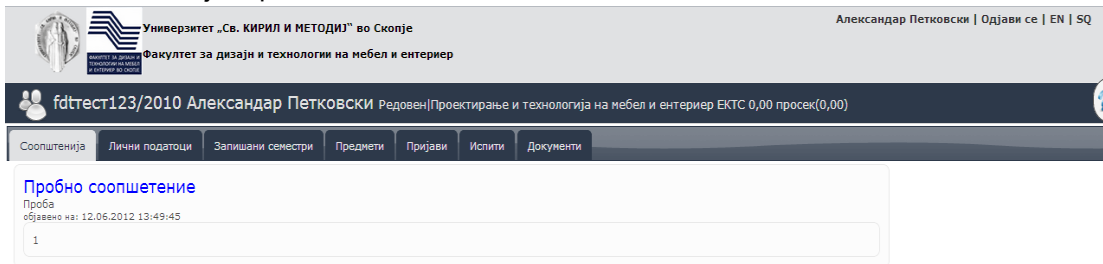 Александар Петковски | Одјави се | EN | SQ
Универзитет „Св. КИРИЛ И МЕТОДИЈ“ во Скопје
Факултет за дизајн и технологии на мебел и ентериер
fdtтест123/2010 Александар Петковски Редовен|Проектирање и технологија на мебел и ентериер ЕКТС 0,00 просек(0,00)
Соопштенија Лични податоци Запишани семестри Предмети Пријави Испити Документи
Пробно соопшетение
Проба
објавено на: 12.06.2012 13:49:45
1